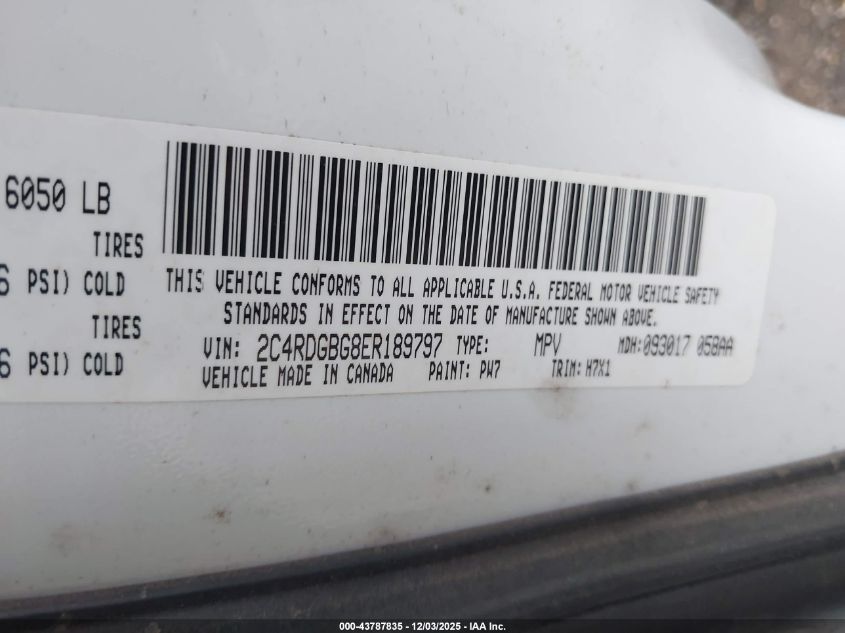 6050 LB
TIRES
6 PSI) COLD
TIRES
6 PSI) COLD
THIS VEHICLE CONFORMS TO ALL APPLICABLE U.S.A. FEDERAL MOTOR VEHICLE SAFETY
STANDARDS IN EFFECT ON THE DATE OF MANUFACTURE SHOWN ABOVE.
VIN: 2C4RDGBG8ER189797 TYPE: MPV MDH:093017 058AA
VEHICLE MADE IN CANADA PAINT: PW7 TRIM: H7X1
000-43787835 - 12/03/2025 - IAA Inc.